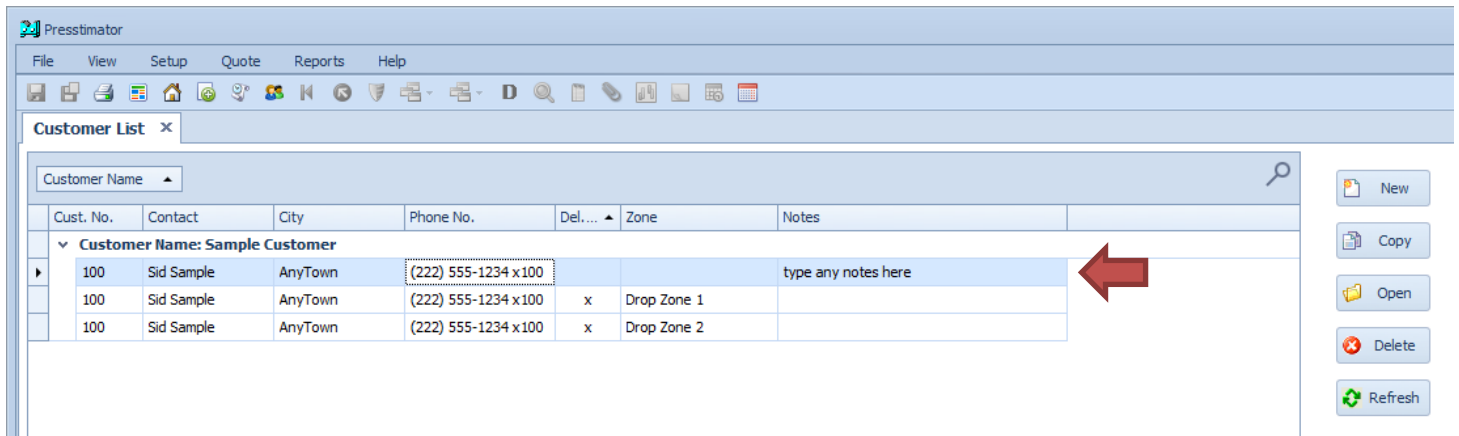 Presstimator
File View Setup Quote Reports Help
D
Customer List
Customer Name
Cust. No. Contact City Phone No. Del.... Zone Notes
Customer Name: Sample Customer
100 Sid Sample AnyTown (222) 555-1234 x100 type any notes here
100 Sid Sample AnyTown (222) 555-1234 x100 x Drop Zone 1
100 Sid Sample AnyTown (222) 555-1234 x100 x Drop Zone 2
New
Copy
Open
Delete
Refresh